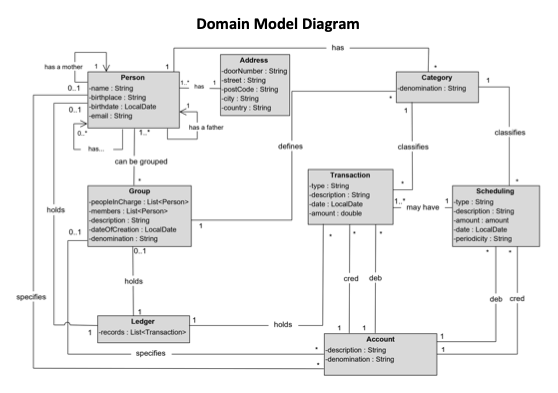 Domain Model Diagram
has
has a mother
1
1
*
0..1
Person
-name : String
-birthplace : String
-birthdate : LocalDate
-email : String
1..*
has
1
Address
-doorNumber : String
-street : String
-postCode : String
-city : String
-country : String
Category
-denomination : String
1
0..1
0..*
has...
1..*
1
has a father
*
1
defines
classifies
classifies
can be grouped
holds
*
*
*
Group
-peopleInCharge : List<Person>
-members : List<Person>
-description : String
-dateOfCreation : LocalDate
-denomination : String
1
0..1
0..1
Transaction
-type : String
-description : String
-date : LocalDate
-amount : double
1..*
may have
1
Scheduling
-type : String
-description : String
-amount : amount
-date : LocalDate
-periodicity : String
*
*
*
*
*
holds
specifies
cred
deb
deb
cred
1
Ledger
-records : List<Transaction>
1
1
holds
1
1
specifies
*
*
Account
-description : String
-denomination : String
1
1